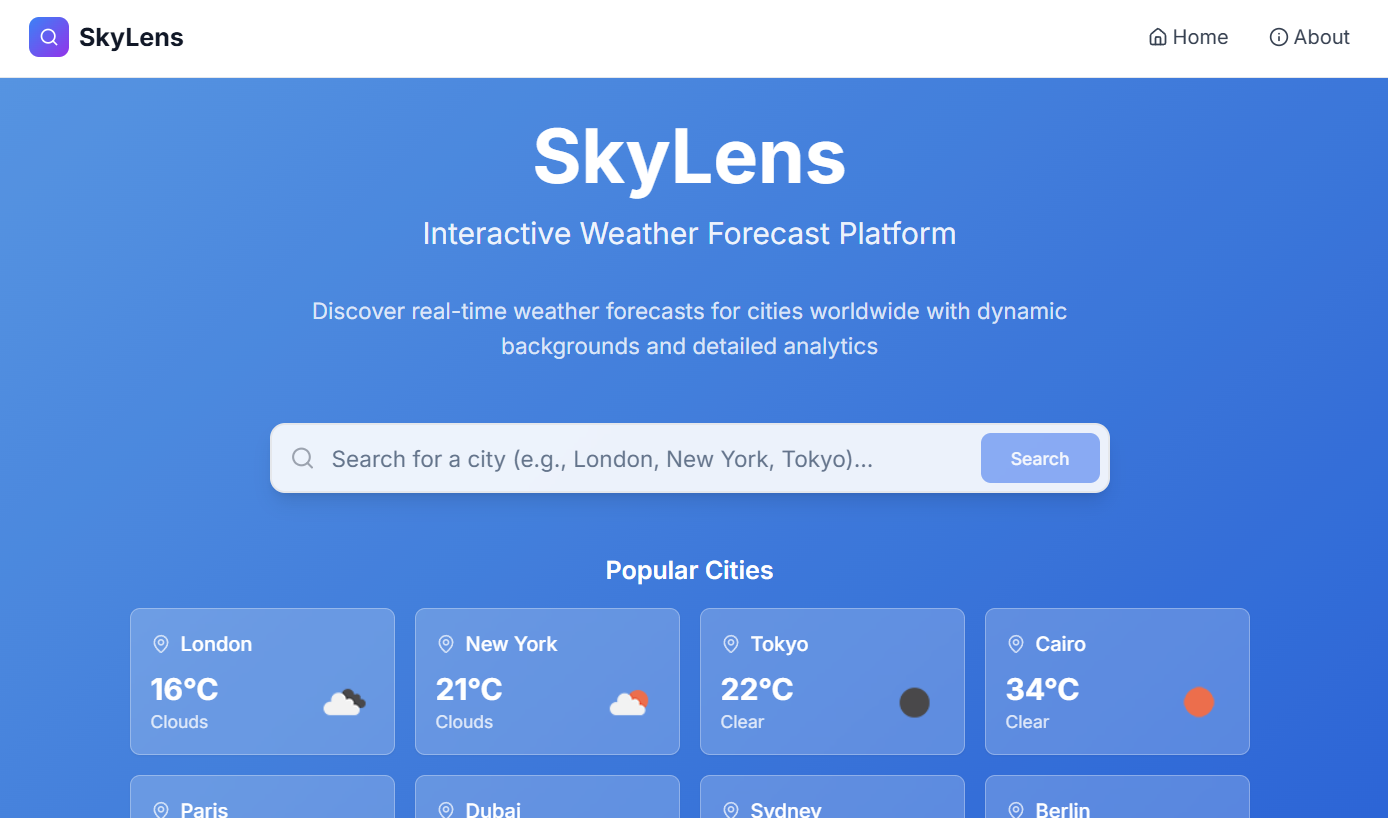 SkyLens
Home
About
SkyLens
Interactive Weather Forecast Platform
Discover real-time weather forecasts for cities worldwide with dynamic
backgrounds and detailed analytics
Search for a city (e.g., London, New York, Tokyo)...
Search
Popular Cities
London
16°C
Clouds
New York
21°C
Clouds
Tokyo
22°C
Clear
Cairo
34°C
Clear
Paris
Dubai
Sydney
Berlin